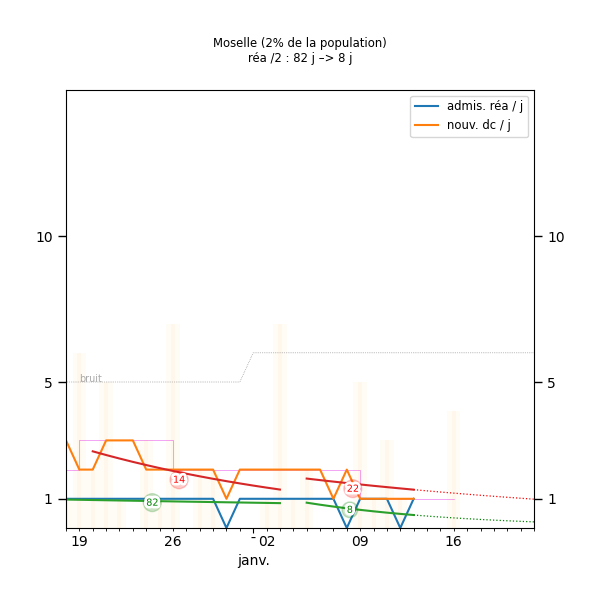 Moselle (2% de la population)
réa /2 : 82 j –> 8 j
admis. réa / j
nouv. dc / j
10
10
5
5
bruit
14
22
82
8
1
1
19
26
- 02
09
16
janv.